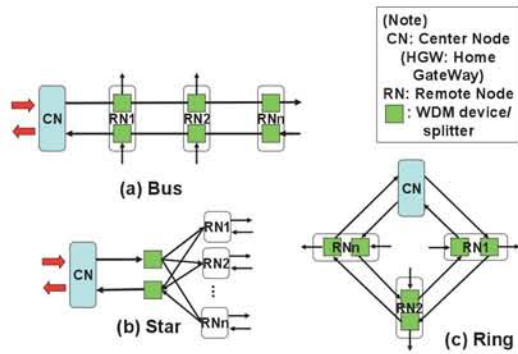 (Note)
CN: Center Node
(HGW: Home
GateWay)
RN: Remote Node
: WDM device/
splitter
CN
RN1
RN2
RNn
(a) Bus
CN
RN1
RN2
⋮
RNn
(b) Star
CN
RNn
RN1
RN2
(c) Ring